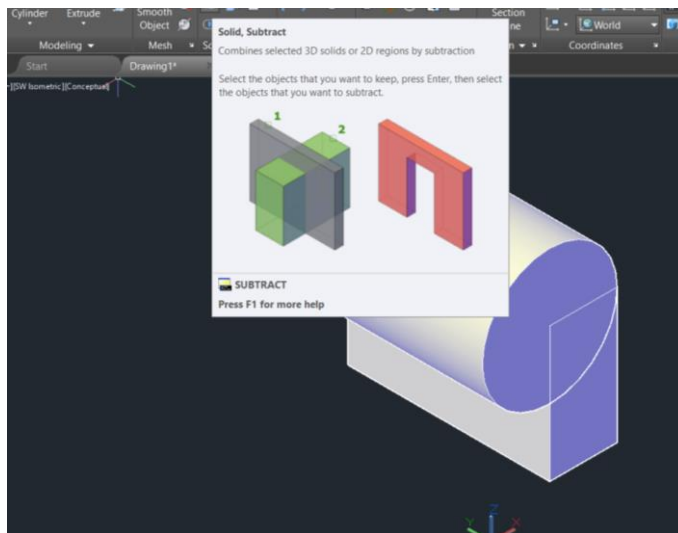 Cylinder Extrude Smooth Object Section World
Modeling Mesh Coordinates
Start Drawing1*
][SW Isometric][Conceptual]
Solid, Subtract
Combines selected 3D solids or 2D regions by subtraction
Select the objects that you want to keep, press Enter, then select
the objects that you want to subtract.
1
2
SUBTRACT
Press F1 for more help
Z
Y X